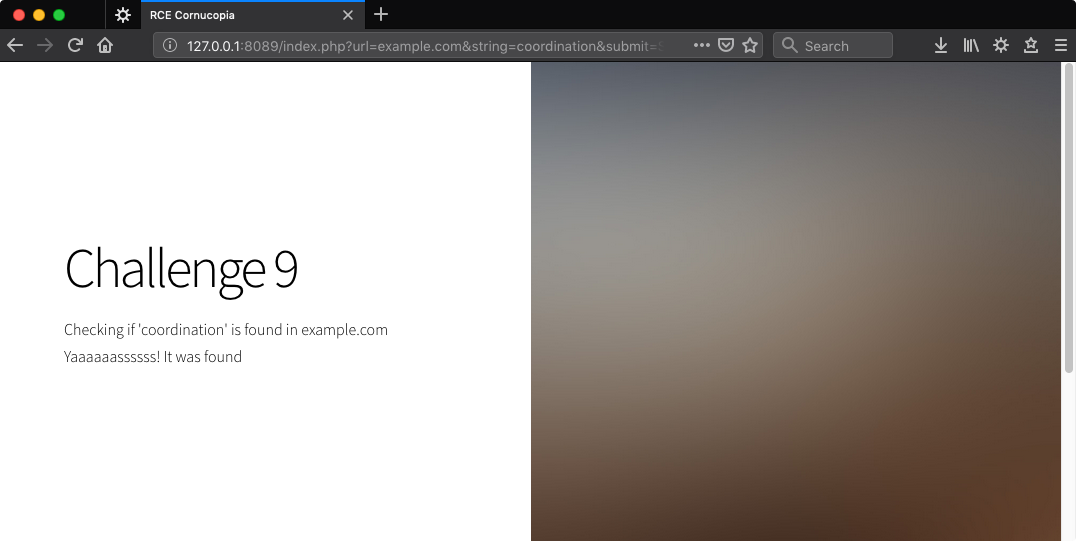 RCE Cornucopia
127.0.0.1:8089/index.php?url=example.com&string=coordination&submit=S
Search
Challenge 9
Checking if 'coordination' is found in example.com
Yaaaaaassssss! It was found